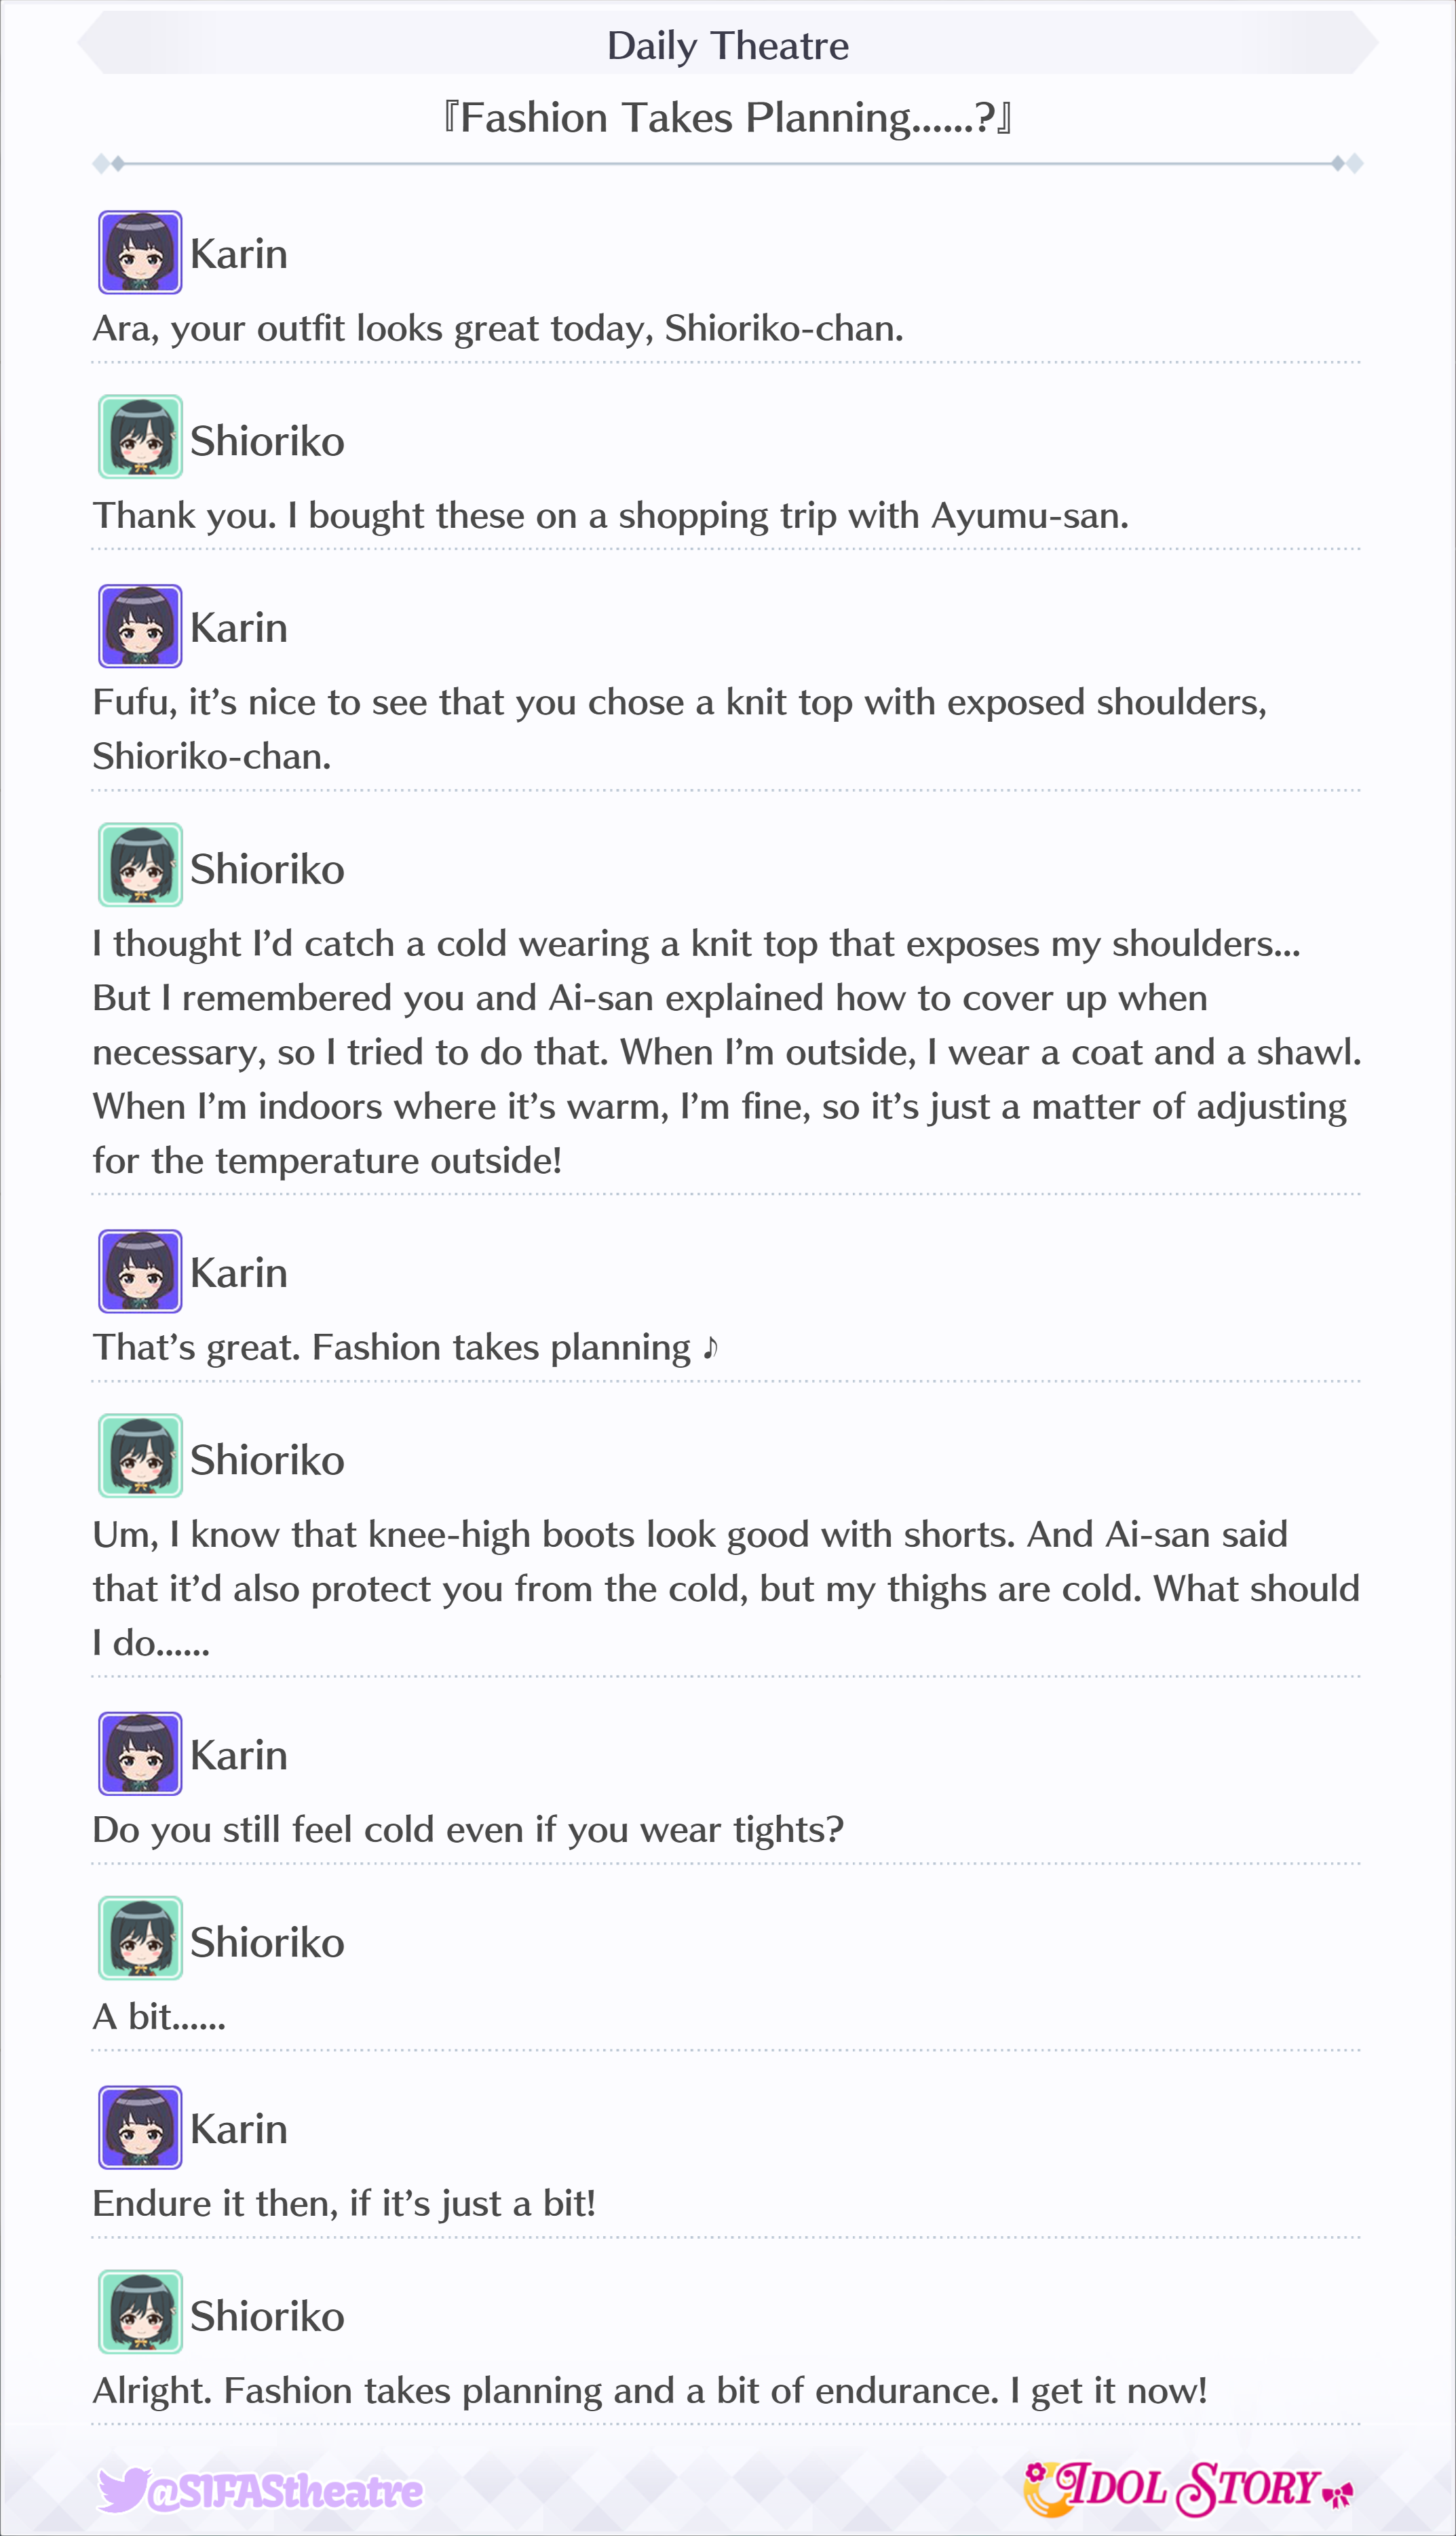 Daily Theatre
『Fashion Takes Planning......?』
Karin
Ara, your outfit looks great today, Shioriko-chan.
Shioriko
Thank you. I bought these on a shopping trip with Ayumu-san.
Karin
Fufu, it’s nice to see that you chose a knit top with exposed shoulders,
Shioriko-chan.
Shioriko
I thought I’d catch a cold wearing a knit top that exposes my shoulders...
But I remembered you and Ai-san explained how to cover up when
necessary, so I tried to do that. When I’m outside, I wear a coat and a shawl.
When I’m indoors where it’s warm, I’m fine, so it’s just a matter of adjusting
for the temperature outside!
Karin
That’s great. Fashion takes planning ♪
Shioriko
Um, I know that knee-high boots look good with shorts. And Ai-san said
that it’d also protect you from the cold, but my thighs are cold. What should
I do......
Karin
Do you still feel cold even if you wear tights?
Shioriko
A bit......
Karin
Endure it then, if it’s just a bit!
Shioriko
Alright. Fashion takes planning and a bit of endurance. I get it now!
@SIFAStheatre
IDOL STORY